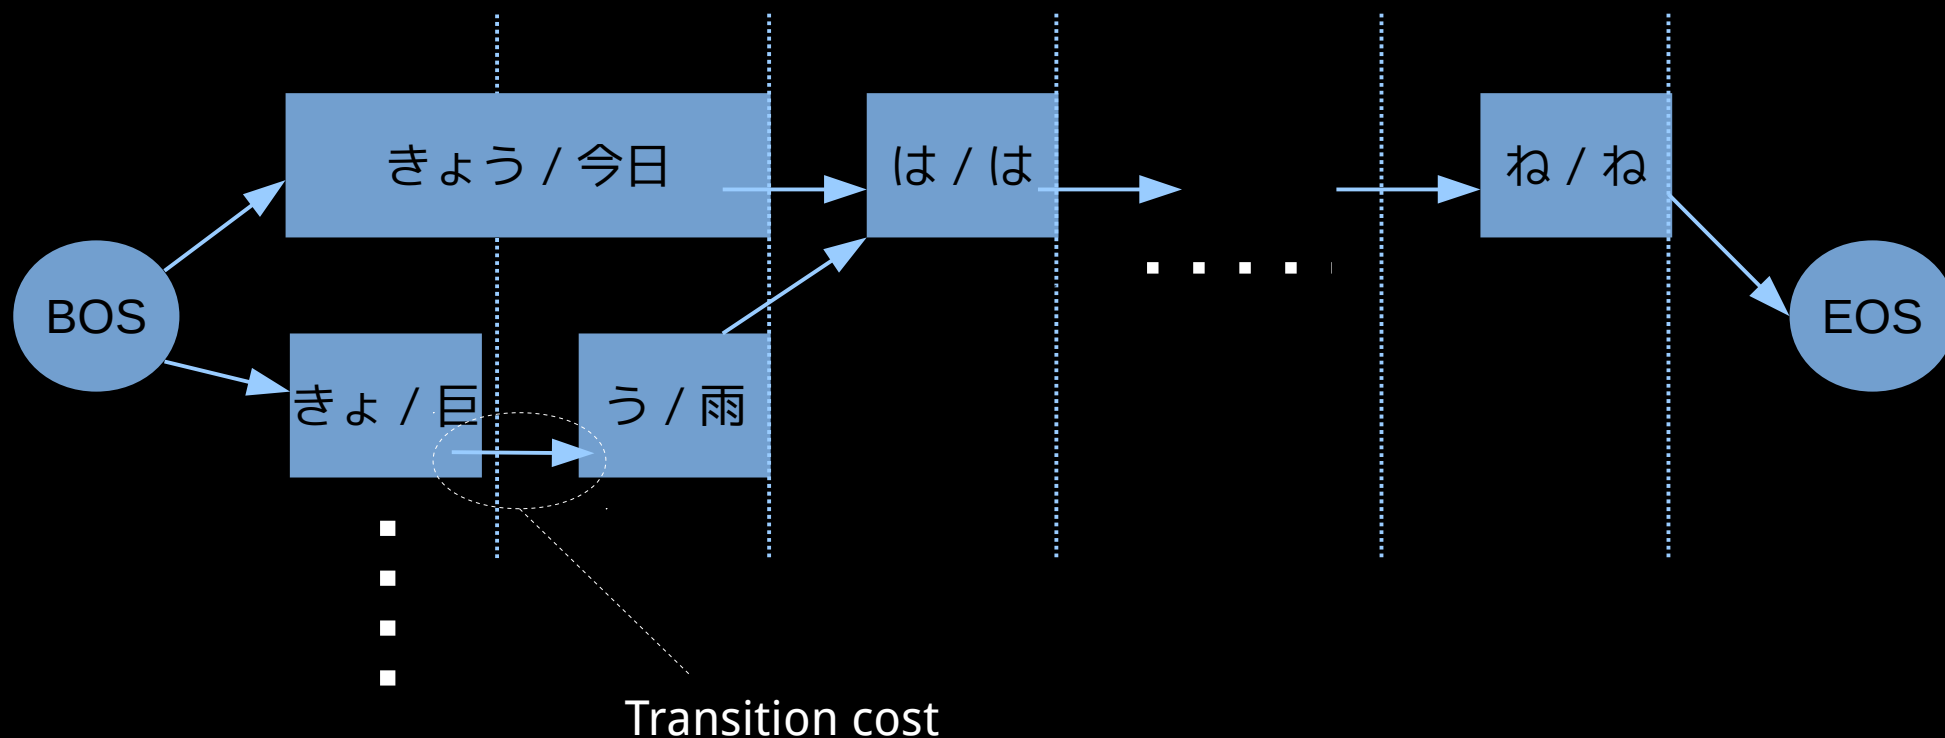 きょう / 今日
は / は
ね / ね
BOS
EOS
きょ / 巨
う / 雨
Transition cost